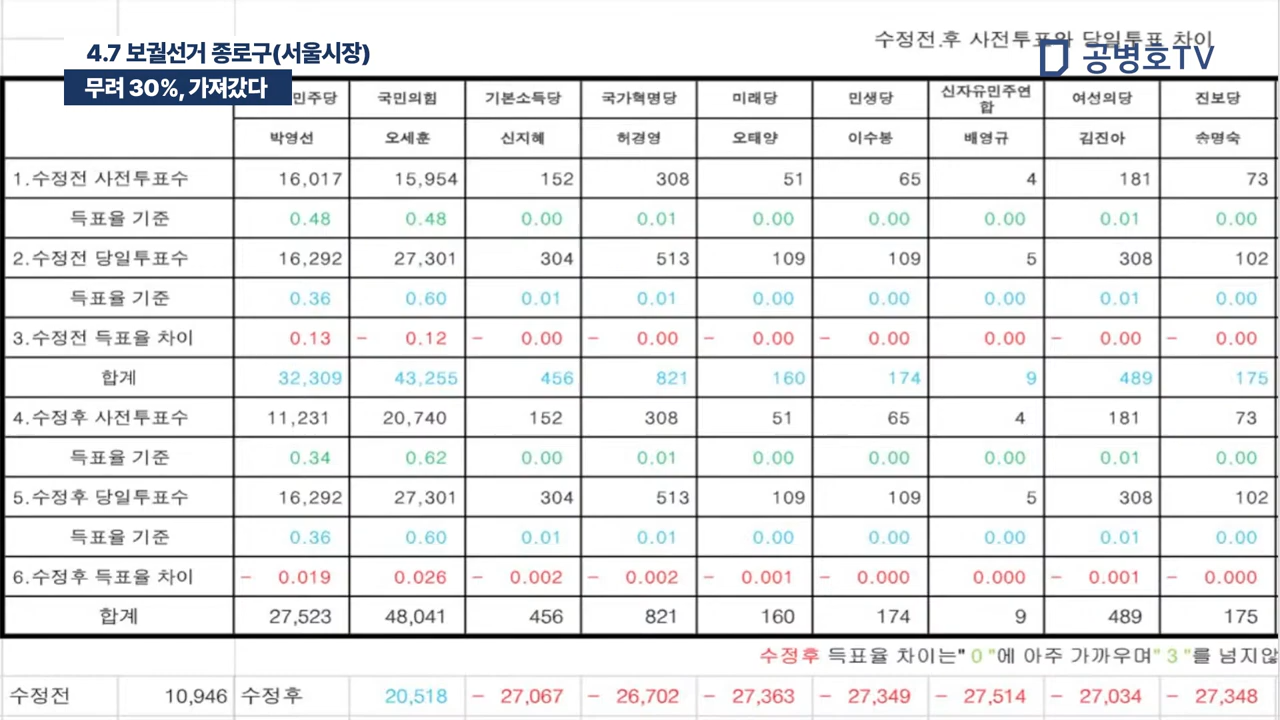 수정전.후 사전투표와 당일투표 차이
4.7 보궐선거 종로구(서울시장)
공병호TV
무려 30%, 가져갔다
민주당 국민의힘 기본소득당 국가혁명당 미래당 민생당 신자유민주연합 여성의당 진보당
박영선 오세훈 신지혜 허경영 오태양 이수봉 배영규 김진아 송명숙
1.수정전 사전투표수 16,017 15,954 152 308 51 65 4 181 73
득표율 기준 0.48 0.48 0.00 0.01 0.00 0.00 0.00 0.01 0.00
2.수정전 당일투표수 16,292 27,301 304 513 109 109 5 308 102
득표율 기준 0.36 0.60 0.01 0.01 0.00 0.00 0.00 0.01 0.00
3.수정전 득표율 차이 0.13 - 0.12 - 0.00 - 0.00 - 0.00 - 0.00 0.00 - 0.00 - 0.00
합계 32,309 43,255 456 821 160 174 9 489 175
4.수정후 사전투표수 11,231 20,740 152 308 51 65 4 181 73
득표율 기준 0.34 0.62 0.00 0.01 0.00 0.00 0.00 0.01 0.00
5.수정후 당일투표수 16,292 27,301 304 513 109 109 5 308 102
득표율 기준 0.36 0.60 0.01 0.01 0.00 0.00 0.00 0.01 0.00
6.수정후 득표율 차이 - 0.019 0.026 - 0.002 - 0.002 - 0.001 - 0.000 0.000 - 0.001 - 0.000
합계 27,523 48,041 456 821 160 174 9 489 175
수정후 득표율 차이는" 0 "에 아주 가까우며" 3 "를 넘지않
수정전 10,946 수정후 20,518 - 27,067 - 26,702 - 27,363 - 27,349 - 27,514 - 27,034 - 27,348